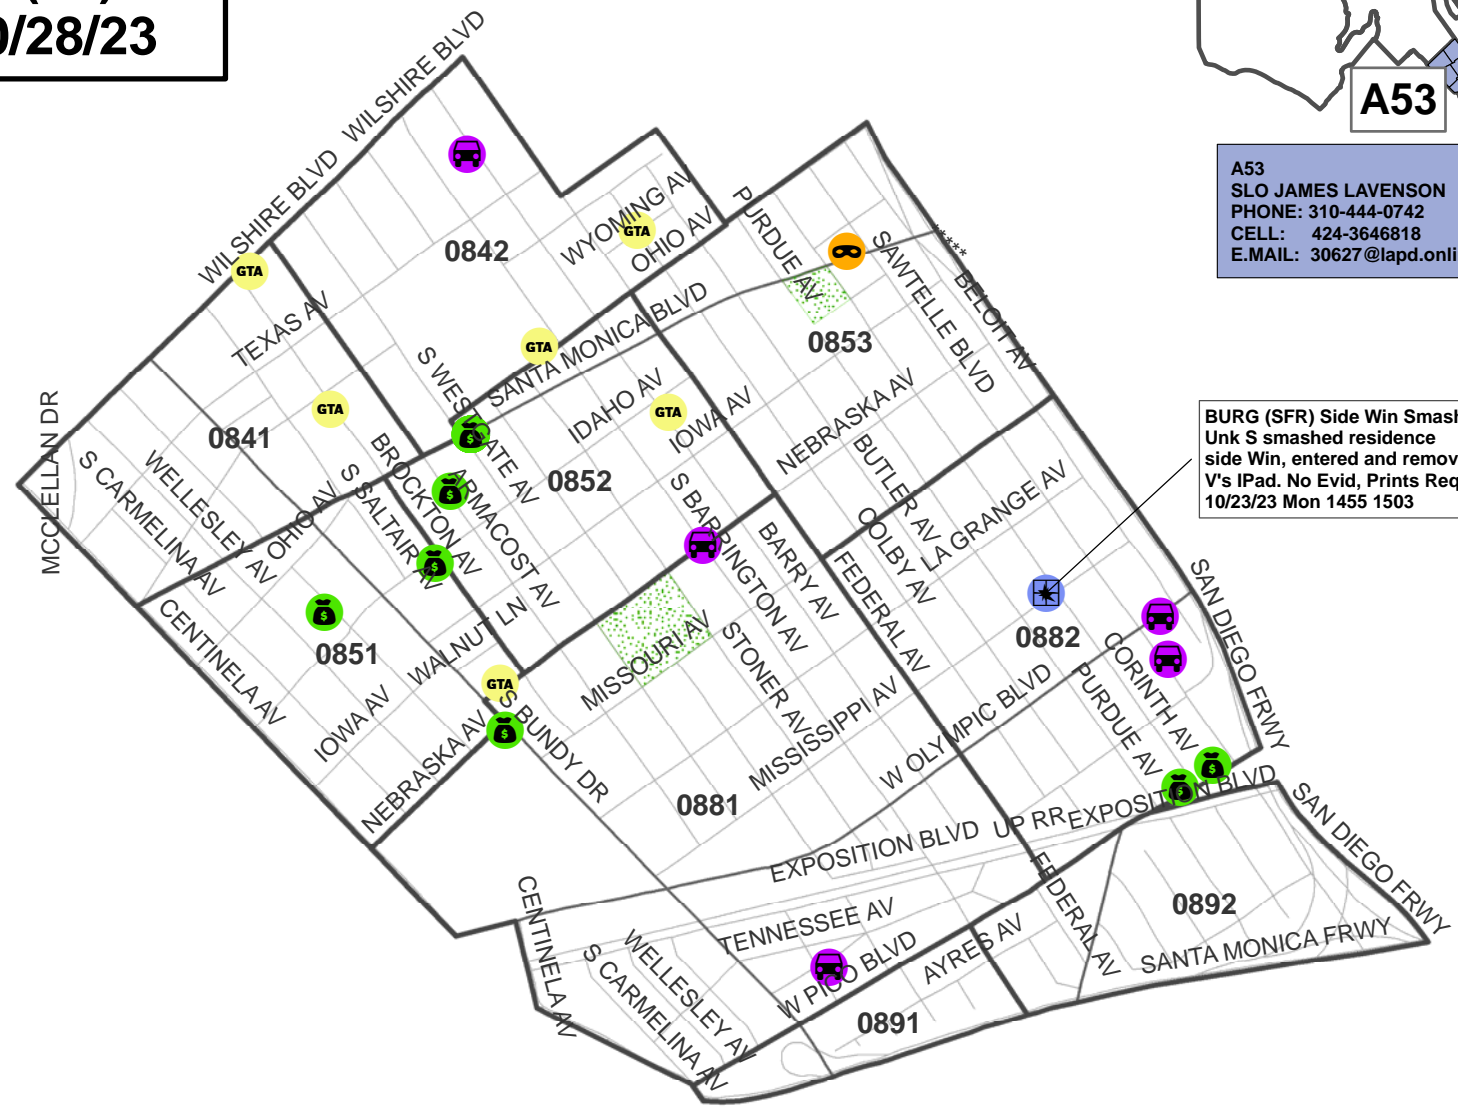 0/28/23
A53
A53
SLO JAMES LAVENSON
PHONE: 310-444-0742
CELL: 424-3646818
E.MAIL: 30627@lapd.onli
BURG (SFR) Side Win Smash
Unk S smashed residence
side Win, entered and remov
V's IPad. No Evid, Prints Req
10/23/23 Mon 1455 1503
WILSHIRE BLVD
WILSHIRE BLVD
MCCLELLAN DR
TEXAS AV
WYOMING AV
OHIO AV
PURDUE AV
SAWTELLE BLVD
*****
BELOIT AV
0842
GTA
GTA
GTA
GTA
GTA
GTA
SANTA MONICA BLVD
0853
0841
S WESTGATE AV
IDAHO AV
IOWA AV
NEBRASKA AV
S CARMELINA AV
WELLESLEY AV
OHIO AV
S SALTAIR AV
BROCKTON AV
ARMACOST AV
0852
S BARRINGTON AV
BARRY AV
BUTLER AV
COLBY AV
LA GRANGE AV
FEDERAL AV
SAN DIEGO FRWY
0882
CENTINELA AV
0851
IOWA AV
WALNUT LN
NEBRASKA AV
MISSOURI AV
STONER AV
S BUNDY DR
MISSISSIPPI AV
0881
W OLYMPIC BLVD
CORINTH AV
PURDUE AV
EXPOSITION BLVD
UP RR
EXPOSITION BLVD
SAN DIEGO FRWY
CENTINELA AV
TENNESSEE AV
FEDERAL AV
0892
SANTA MONICA FRWY
WELLESLEY AV
S CARMELINA AV
W PICO BLVD
AYRES AV
0891
$
$
$
$
$
$
$